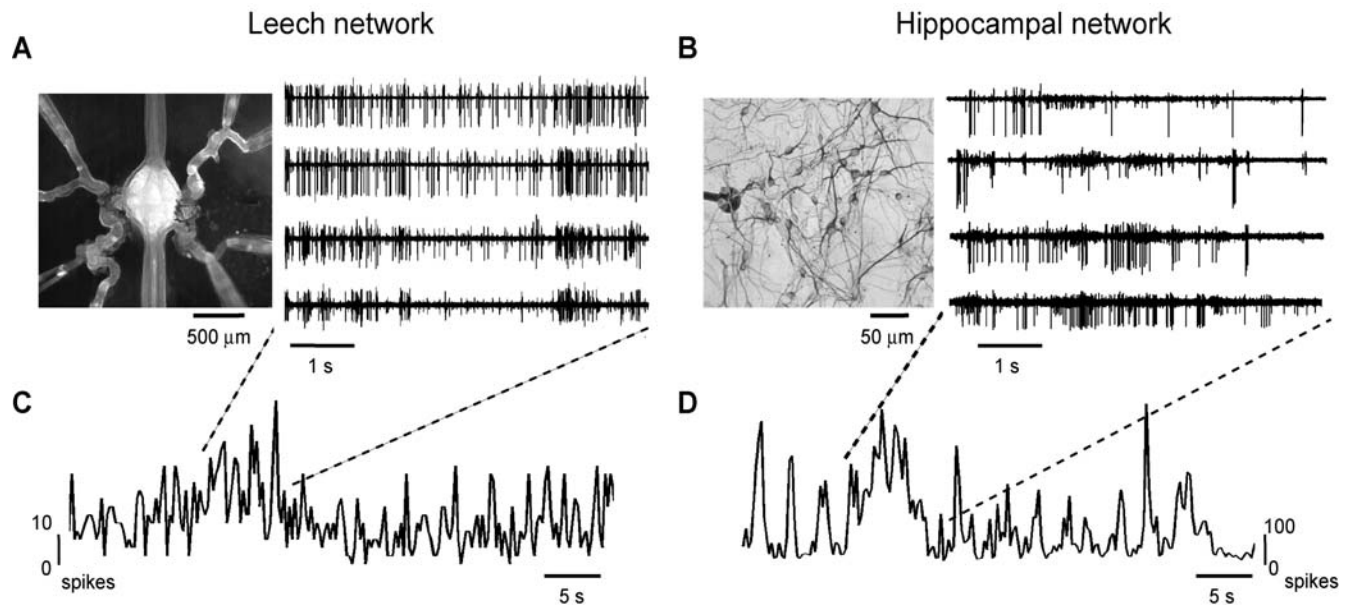 Leech network
Hippocampal network
A
B
500 μm
1 s
50 μm
1 s
C
D
10
0
spikes
5 s
100
0
spikes
5 s